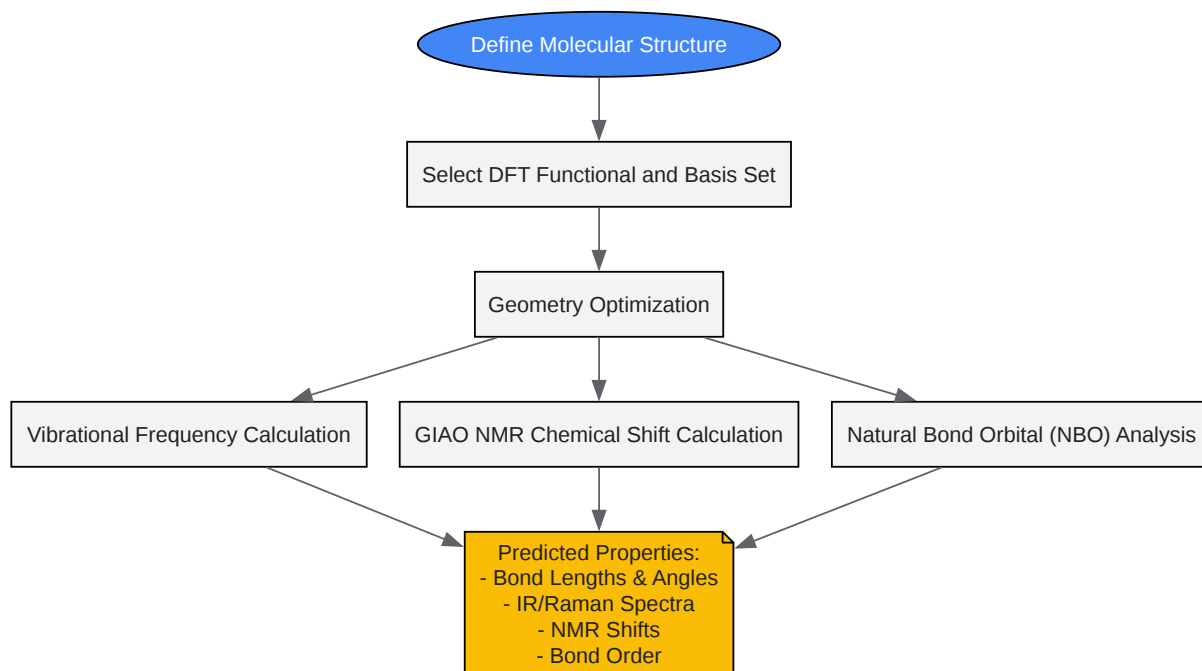 Define Molecular Structure
Select DFT Functional and Basis Set
Geometry Optimization
Vibrational Frequency Calculation
GIAO NMR Chemical Shift Calculation
Natural Bond Orbital (NBO) Analysis
Predicted Properties:
- Bond Lengths & Angles
- IR/Raman Spectra
- NMR Shifts
- Bond Order